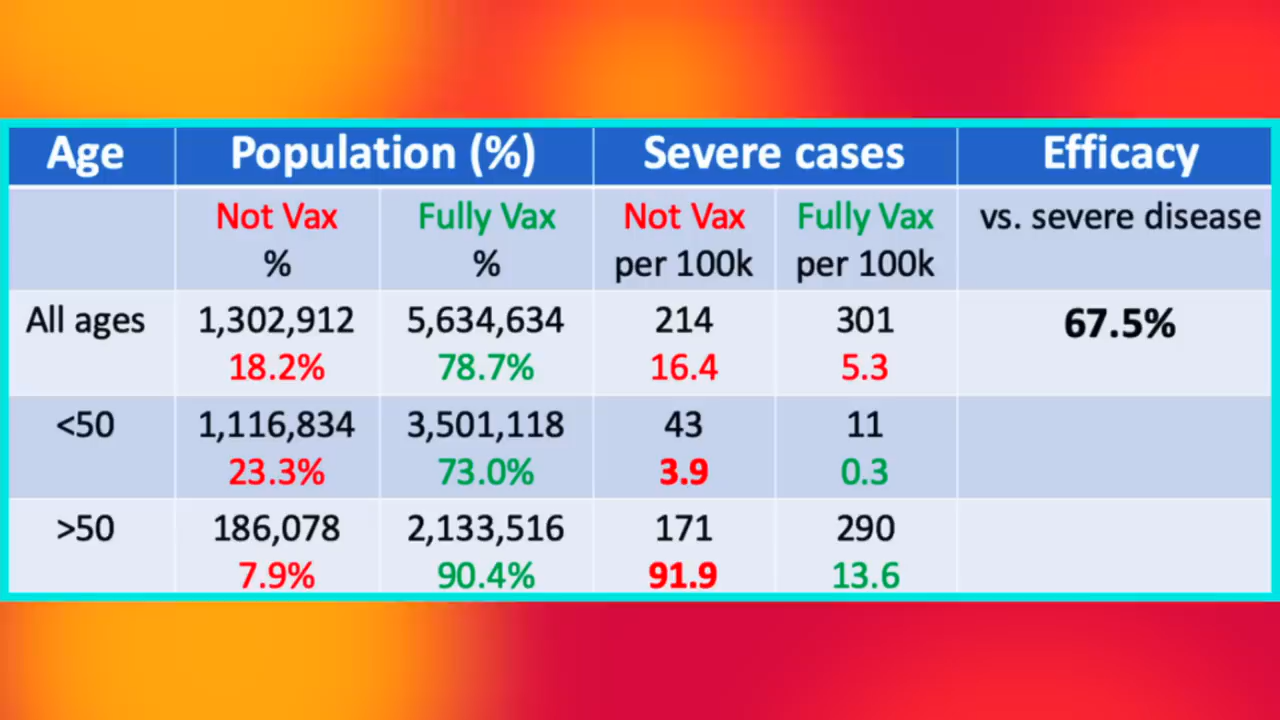 Age Population (%) Severe cases Efficacy
Not Vax Fully Vax Not Vax Fully Vax vs. severe disease
% % per 100k per 100k
All ages 1,302,912 5,634,634 214 301 67.5%
18.2% 78.7% 16.4 5.3
<50 1,116,834 3,501,118 43 11
23.3% 73.0% 3.9 0.3
>50 186,078 2,133,516 171 290
7.9% 90.4% 91.9 13.6